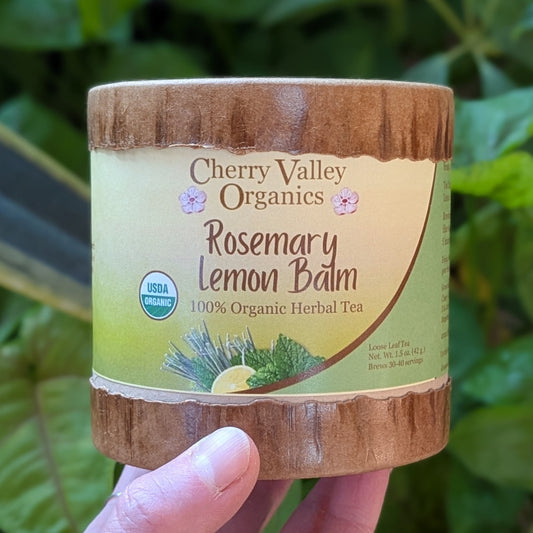 Cherry Valley
Organics
Rosemary
Lemon Balm
USDA
ORGANIC
100% Organic Herbal Tea
Loose Leaf Tea
Net. Wt. 1.5 oz. (42 g)
Brews 30-40 servings